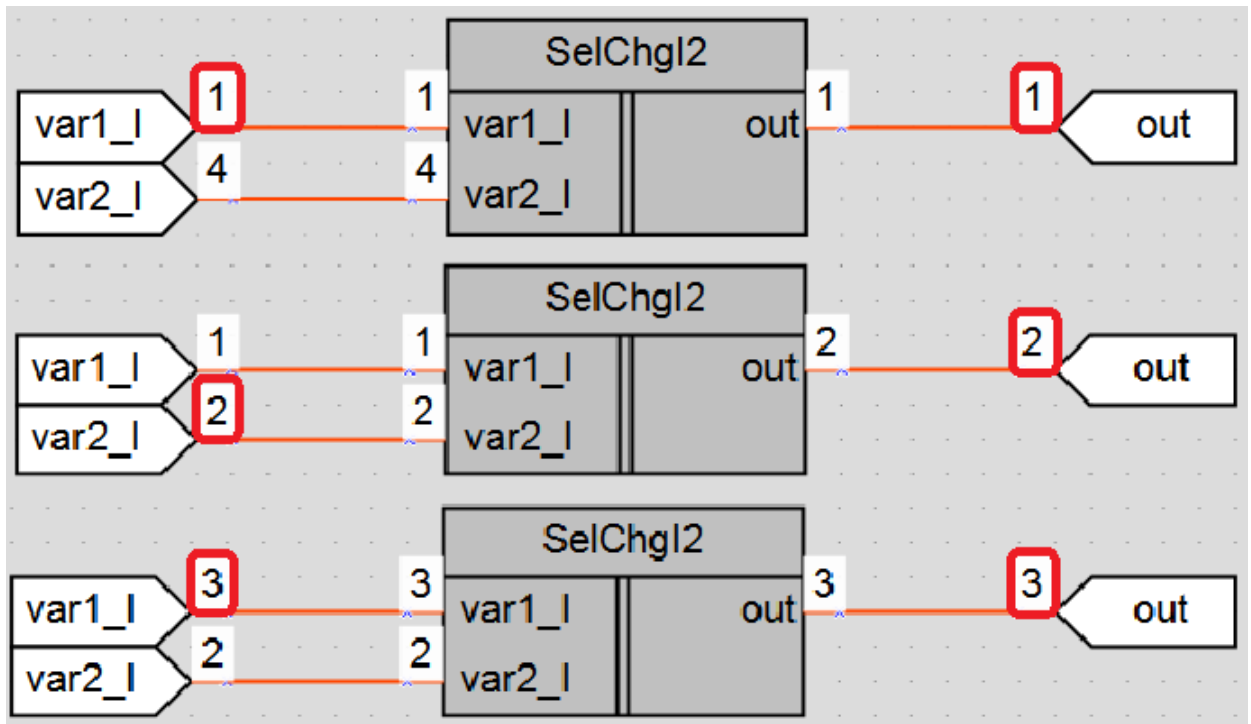 SelChgI2
1 1 1 1
var1_I var1_I out out
4 4
var2_I var2_I
SelChgI2
1 1 2 2
var1_I var1_I out out
2 2
var2_I var2_I
SelChgI2
3 3 3 3
var1_I var1_I out out
2 2
var2_I var2_I